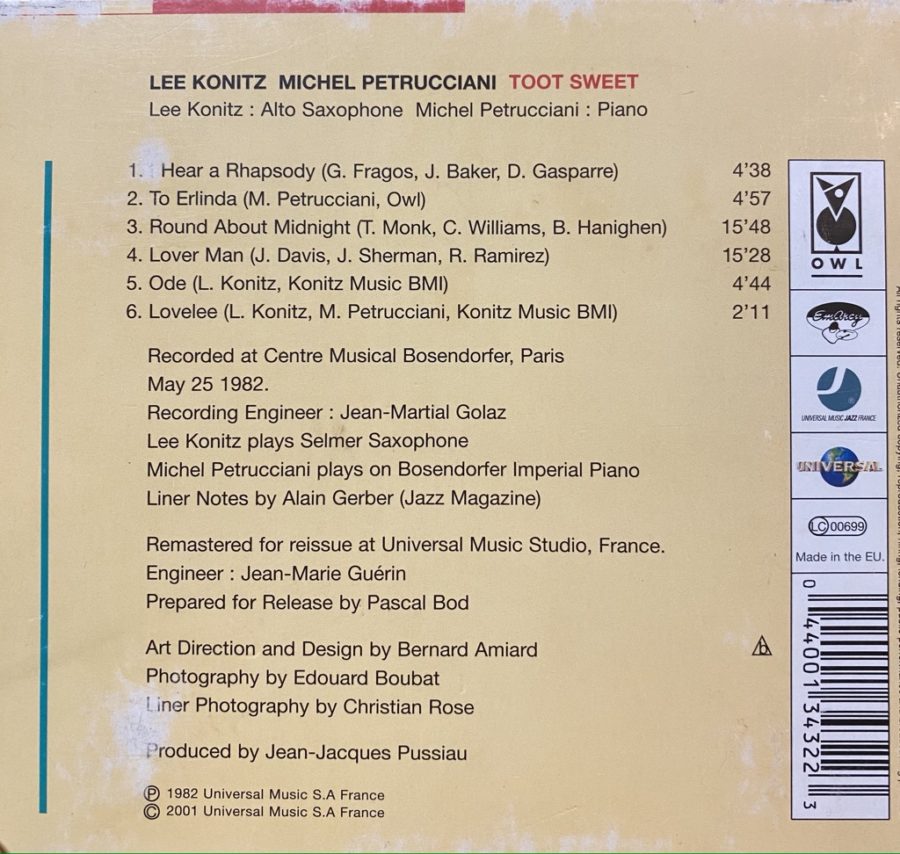 LEE KONITZ MICHEL PETRUCCIANI TOOT SWEET
Lee Konitz : Alto Saxophone Michel Petrucciani : Piano
1. I Hear a Rhapsody (G. Fragos, J. Baker, D. Gasparre) 4'38
2. To Erlinda (M. Petrucciani, Owl) 4'57
3. Round About Midnight (T. Monk, C. Williams, B. Hanighen) 15'48
4. Lover Man (J. Davis, J. Sherman, R. Ramirez) 15'28
5. Ode (L. Konitz, Konitz Music BMI) 4'44
6. Lovelee (L. Konitz, M. Petrucciani, Konitz Music BMI) 2'11
Recorded at Centre Musical Bosendorfer, Paris
May 25 1982.
Recording Engineer : Jean-Martial Golaz
Lee Konitz plays Selmer Saxophone
Michel Petrucciani plays on Bosendorfer Imperial Piano
Liner Notes by Alain Gerber (Jazz Magazine)
Remastered for reissue at Universal Music Studio, France.
Engineer : Jean-Marie Guérin
Prepared for Release by Pascal Bod
Art Direction and Design by Bernard Amiard
Photography by Edouard Boubat
Liner Photography by Christian Rose
Produced by Jean-Jacques Pussiau
℗ 1982 Universal Music S.A France
© 2001 Universal Music S.A France
OWL
EmArcy
J
UNIVERSAL MUSIC JAZZ FRANCE
UNIVERSAL
LC 00699
Made in the EU.
0 44001 34322 3
All rights reserved.